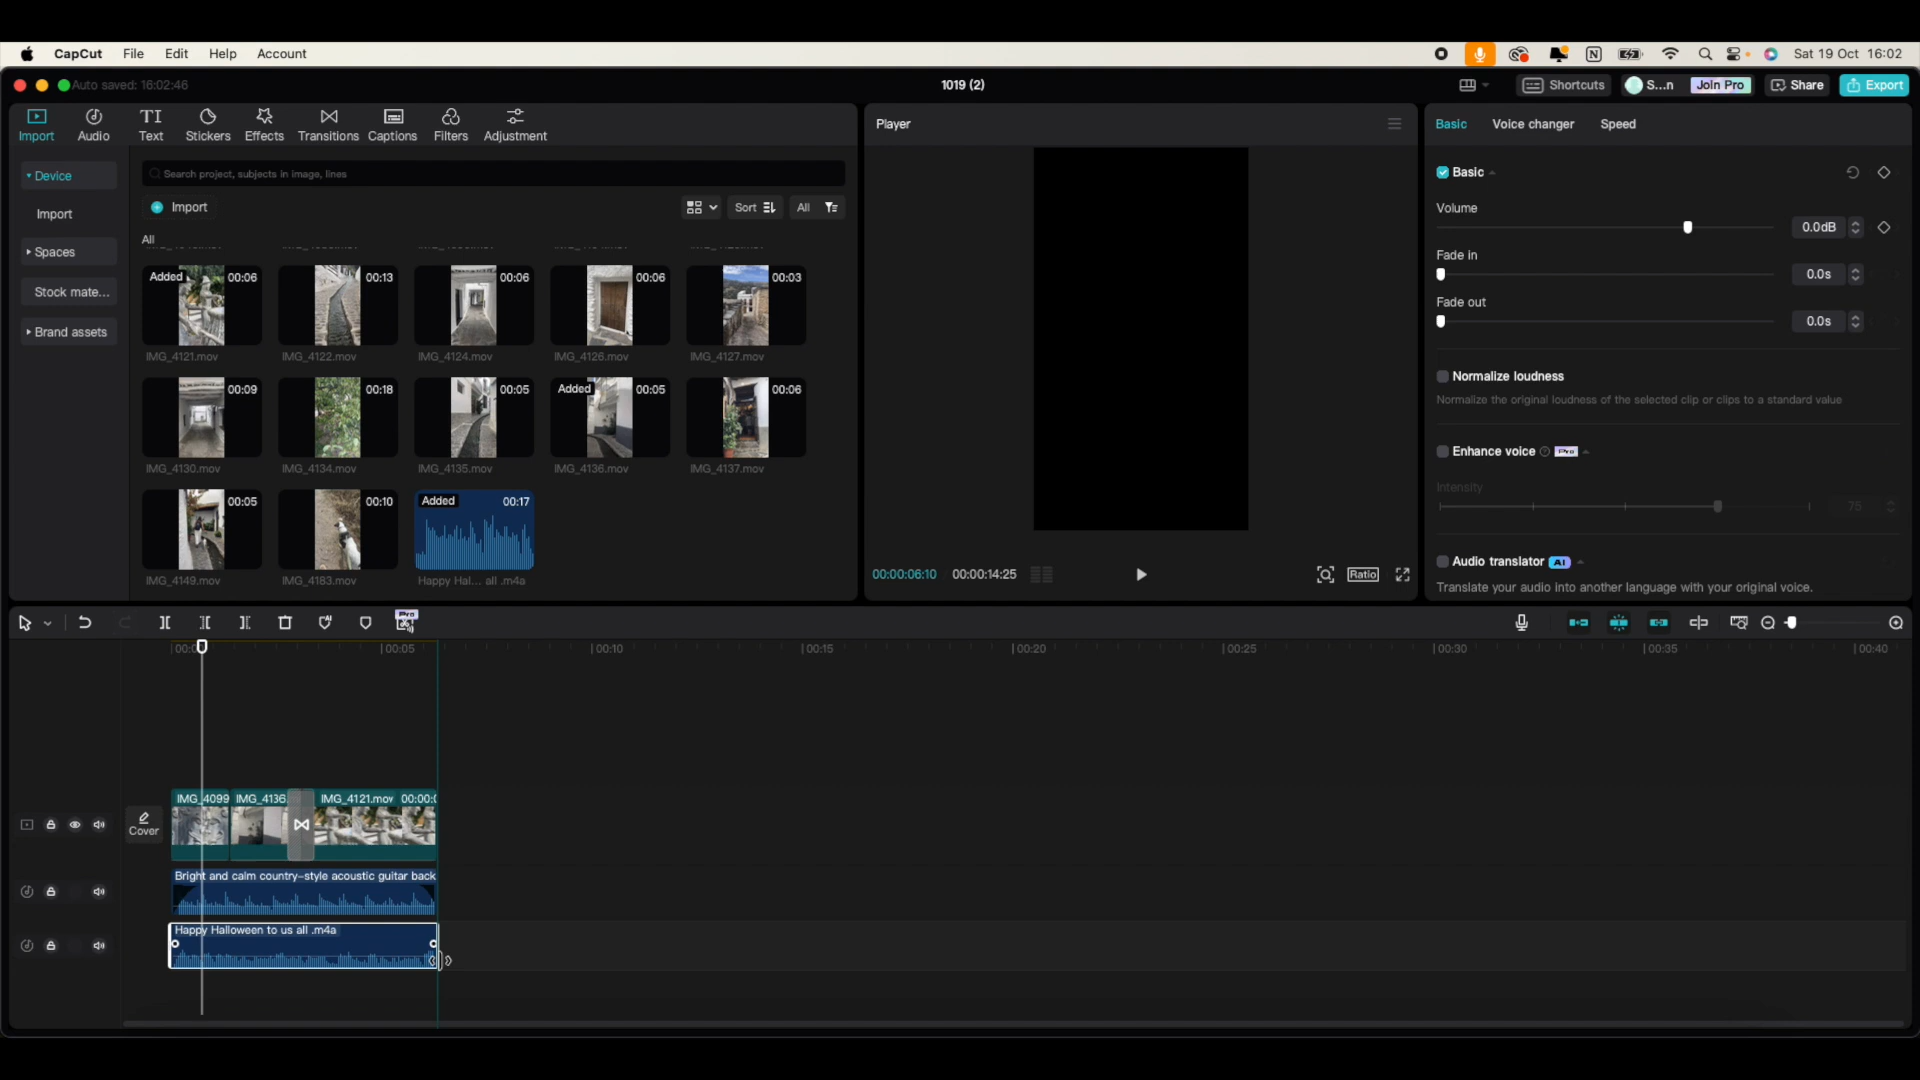 CapCut File Edit Help Account
Sat 19 Oct 16:02
Auto saved: 16:02:46
1019 (2)
Shortcuts
S...n
Join Pro
Share
Export
Import
Audio
TI
Text
Stickers
Effects
Transitions
Captions
Filters
Adjustment
Player
Basic
Voice changer
Speed
Device
Import
Spaces
Stock mate...
Brand assets
Search project, subjects in image, lines
Import
Sort
All
All
Added 00:06
00:13
00:06
00:06
00:03
IMG_4121.mov
IMG_4122.mov
IMG_4124.mov
IMG_4126.mov
IMG_4127.mov
00:09
00:18
00:05
Added 00:05
00:06
IMG_4130.mov
IMG_4134.mov
IMG_4135.mov
IMG_4136.mov
IMG_4137.mov
00:05
00:10
Added 00:17
IMG_4149.mov
IMG_4183.mov
Happy Hal... all .m4a
00:00:06:10 00:00:14:25
Ratio
Basic
Volume
0.0dB
Fade in
0.0s
Fade out
0.0s
Normalize loudness
Normalize the original loudness of the selected clip or clips to a standard value
Enhance voice
Pro
Intensity
75
Audio translator AI
Translate your audio into another language with your original voice.
Pro
00:05
00:10
00:15
00:20
00:25
00:30
00:35
00:40
Cover
IMG_4099
IMG_4136.
IMG_4121.mov
Bright and calm country-style acoustic guitar back
Happy Halloween to us all .m4a